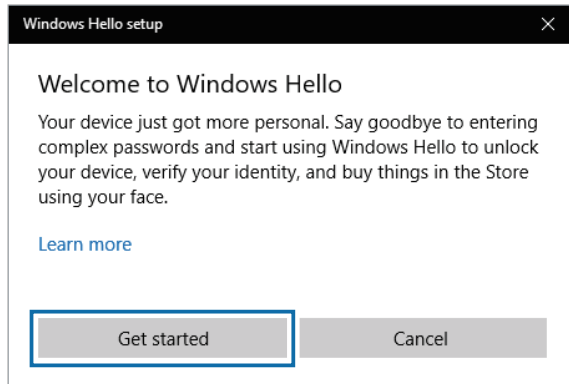 Windows Hello setup
Welcome to Windows Hello
Your device just got more personal. Say goodbye to entering
complex passwords and start using Windows Hello to unlock
your device, verify your identity, and buy things in the Store
using your face.
Learn more
Get started
Cancel